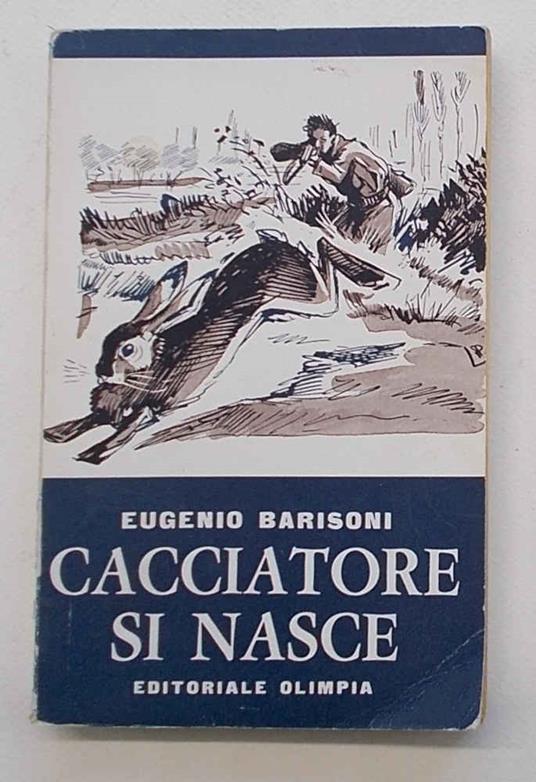 EUGENIO BARISONI
CACCIATORE
SI NASCE
EDITORIALE OLIMPIA